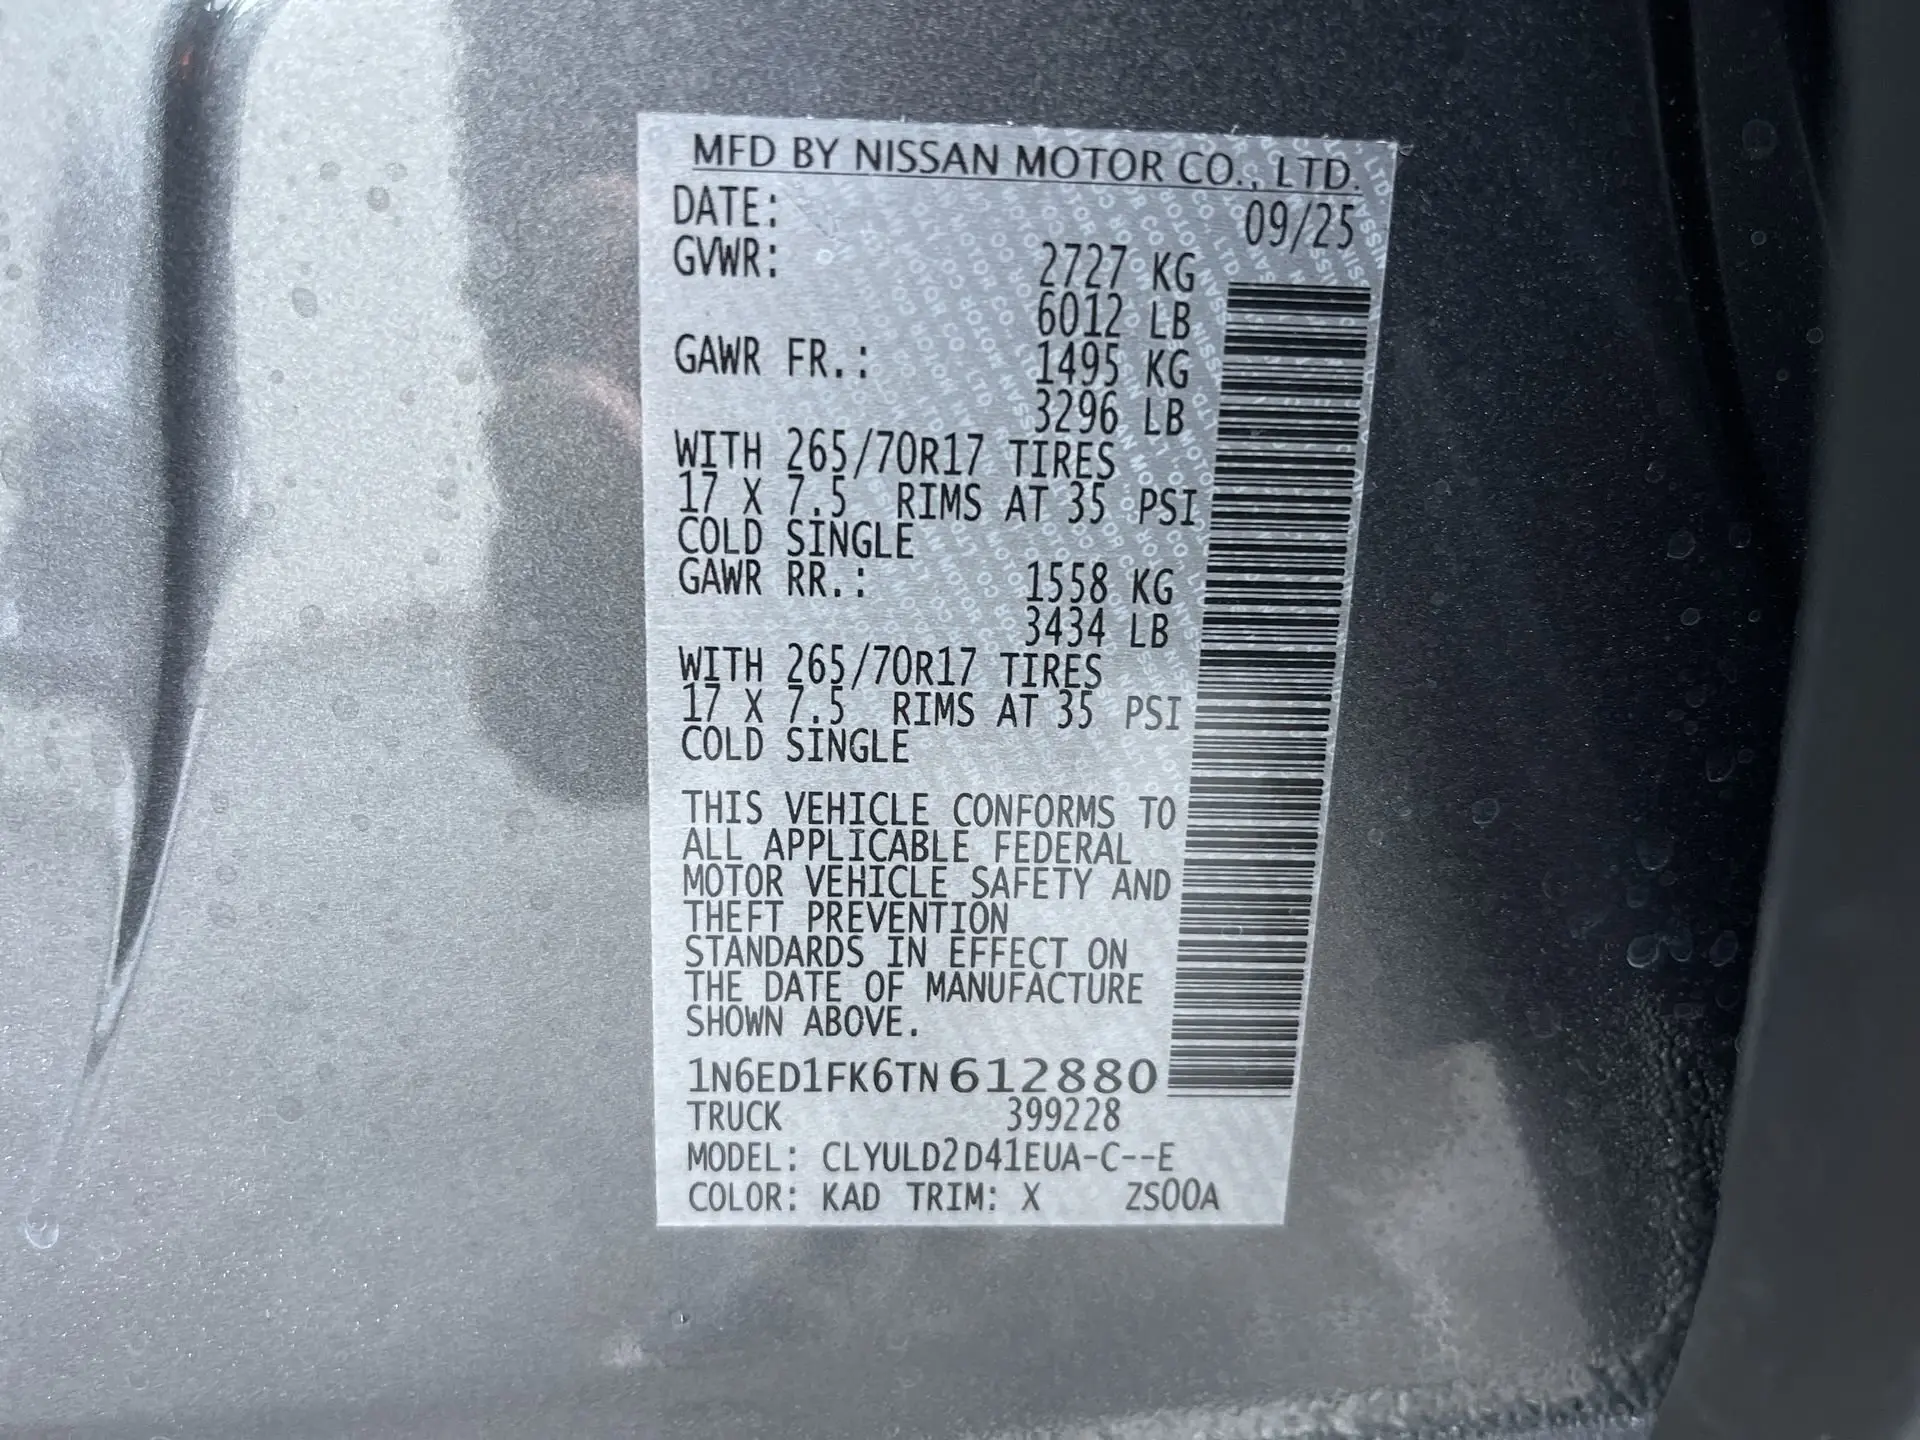 MFD BY NISSAN MOTOR CO., LTD.
DATE: 09/25
GVWR: 2727 KG
6012 LB
GAWR FR.: 1495 KG
3296 LB
WITH 265/70R17 TIRES
17 X 7.5 RIMS AT 35 PSI
COLD SINGLE
GAWR RR.: 1558 KG
3434 LB
WITH 265/70R17 TIRES
17 X 7.5 RIMS AT 35 PSI
COLD SINGLE
THIS VEHICLE CONFORMS TO
ALL APPLICABLE FEDERAL
MOTOR VEHICLE SAFETY AND
THEFT PREVENTION
STANDARDS IN EFFECT ON
THE DATE OF MANUFACTURE
SHOWN ABOVE.
1N6ED1FK6TN612880
TRUCK 399228
MODEL: CLYULD2D41EUA-C--E
COLOR: KAD TRIM: X ZS00A